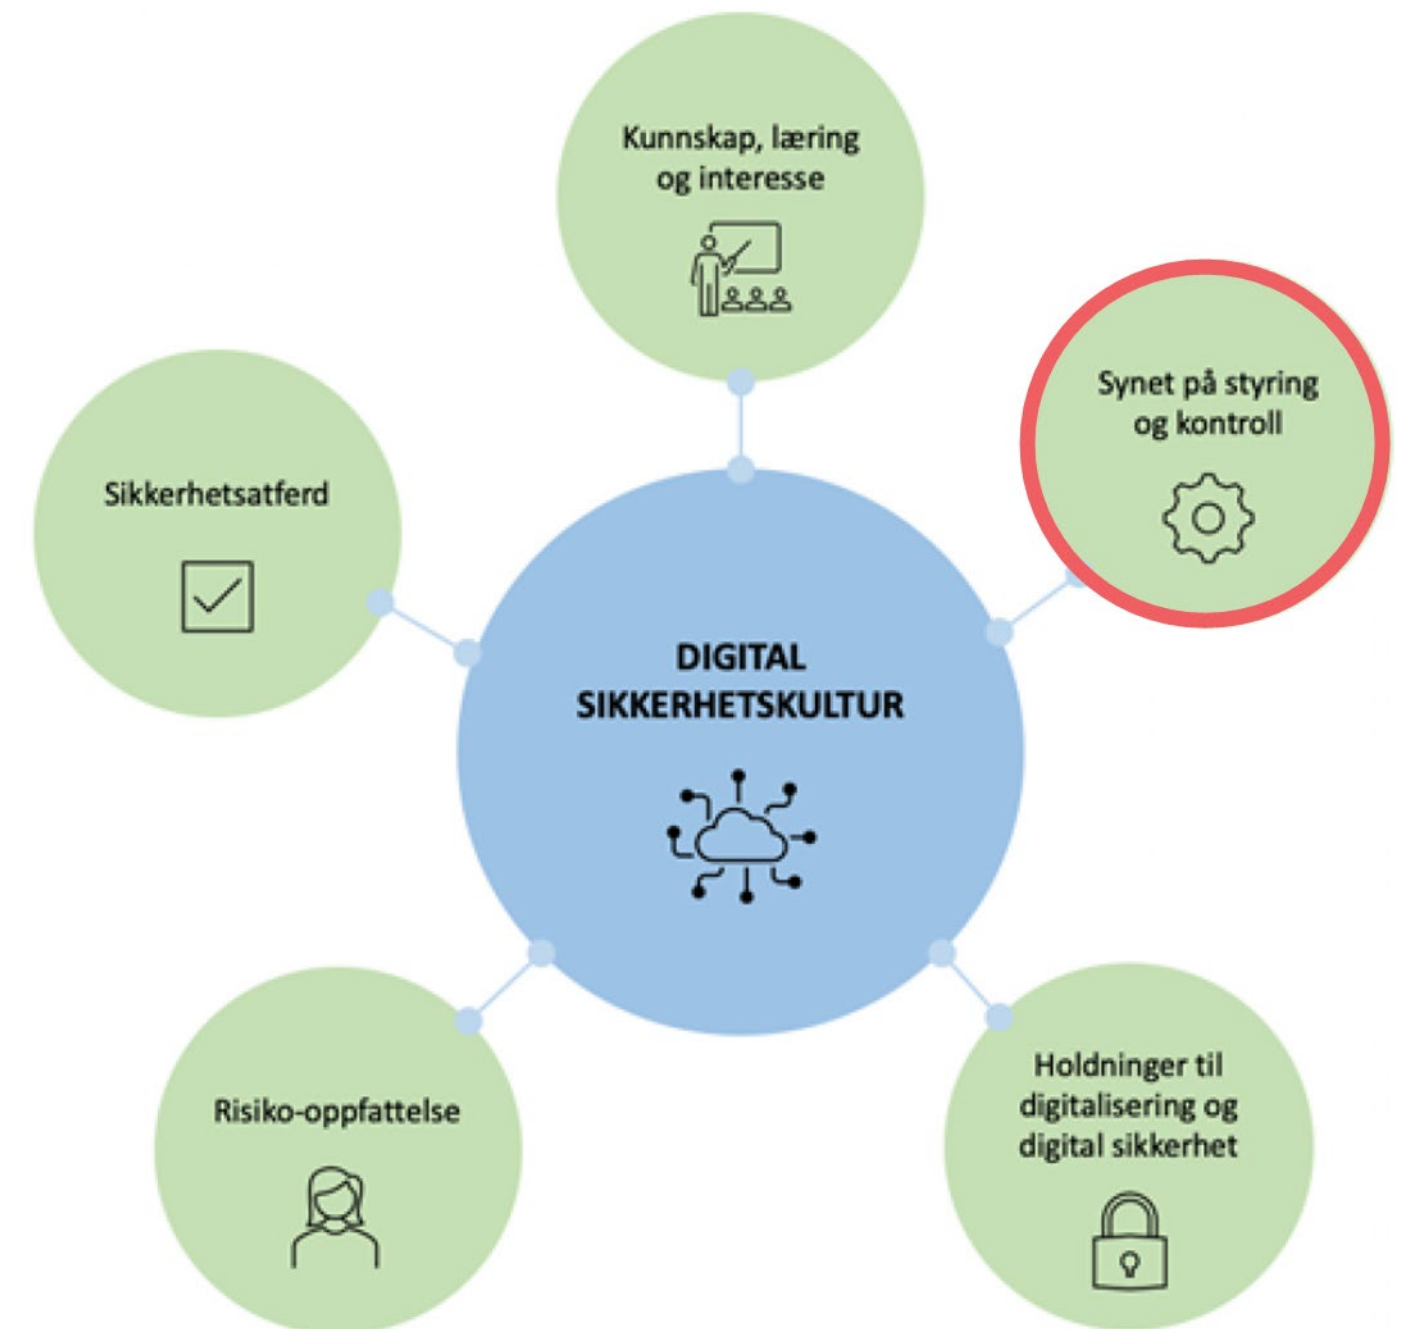 Kunnskap, læring
og interesse
Synet på styring
og kontroll
Sikkerhetsatferd
DIGITAL
SIKKERHETSKULTUR
Risiko-oppfattelse
Holdninger til
digitalisering og
digital sikkerhet